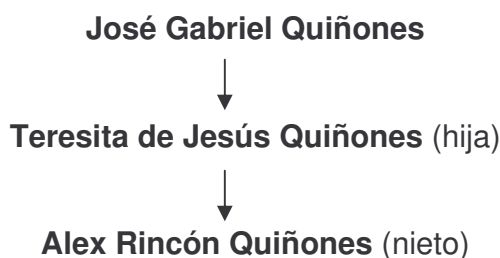 José Gabriel Quiñones
Teresita de Jesús Quiñones (hija)
Alex Rincón Quiñones (nieto)